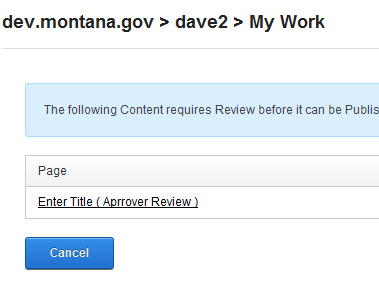 dev.montana.gov > dave2 > My Work
The following Content requires Review before it can be Publis
Page
Enter Title ( Aprrover Review )
Cancel